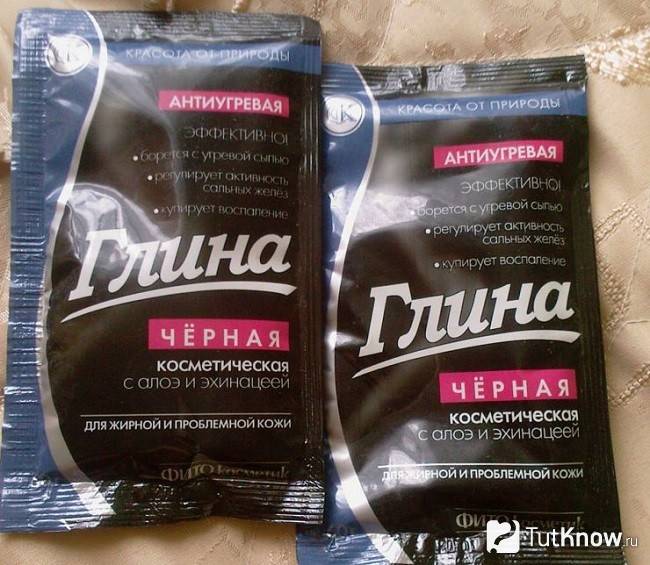 КРАСОТА ОТ ПРИРОДЫ
АНТИУГРЕВАЯ
ЭФФЕКТИВНО!
• борется с угревой сыпью
• регулирует активность
сальных желёз
• купирует воспаление
Глина
ЧЁРНАЯ
косметическая
с алоэ и эхинацеей
ДЛЯ ЖИРНОЙ И ПРОБЛЕМНОЙ КОЖИ
ФИТОкосметик
КРАСОТА ОТ ПРИРОДЫ
АНТИУГРЕВАЯ
ЭФФЕКТИВНО!
• борется с угревой сыпью
• регулирует активность
сальных желёз
• купирует воспаление
Глина
ЧЁРНАЯ
косметическая
с алоэ и эхинацеей
ДЛЯ ЖИРНОЙ И ПРОБЛЕМНОЙ КОЖИ
ФИТОкосметик
TutKnow.ru